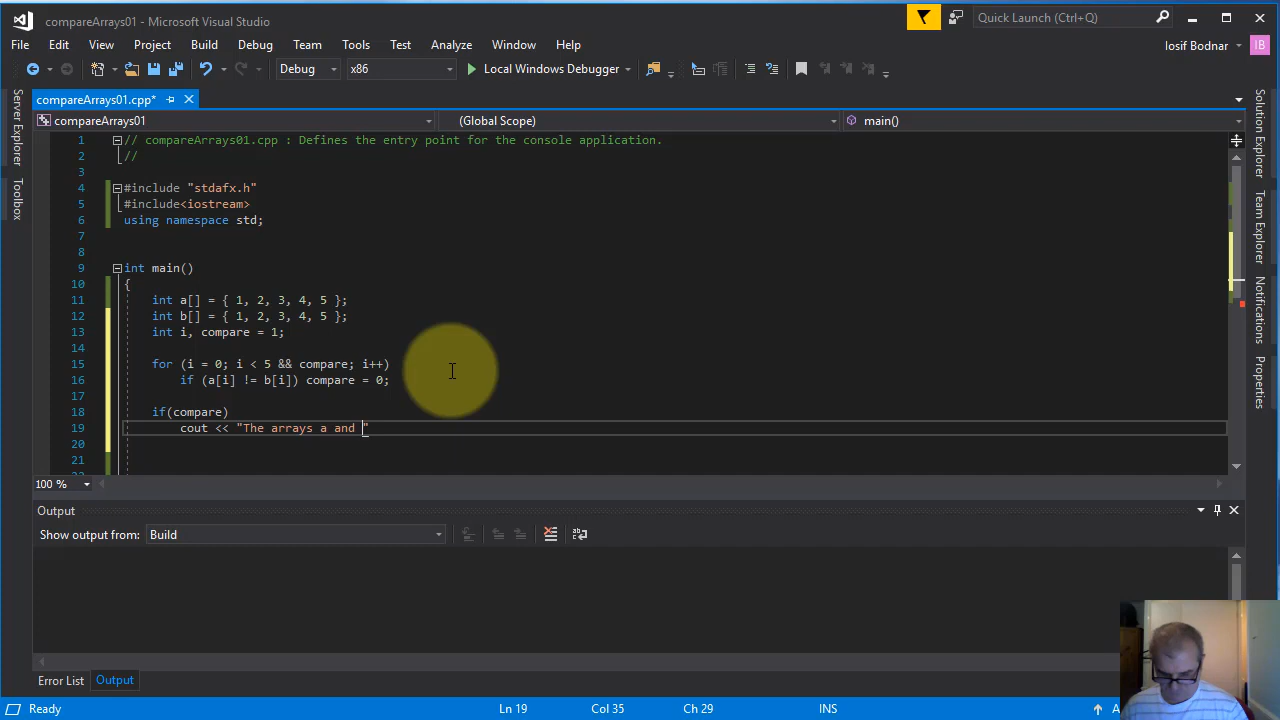 compareArrays01 - Microsoft Visual Studio
Quick Launch (Ctrl+Q)
File Edit View Project Build Debug Team Tools Test Analyze Window Help
Iosif Bodnar IB
Debug x86 Local Windows Debugger
compareArrays01.cpp*
compareArrays01 (Global Scope) main()
Server Explorer
Toolbox
1 // compareArrays01.cpp : Defines the entry point for the console application.
2 //
3
4 #include "stdafx.h"
5 #include<iostream>
6 using namespace std;
7
8
9 int main()
10 {
11 int a[] = { 1, 2, 3, 4, 5 };
12 int b[] = { 1, 2, 3, 4, 5 };
13 int i, compare = 1;
14
15 for (i = 0; i < 5 && compare; i++)
16 if (a[i] != b[i]) compare = 0;
17
18 if(compare)
19 cout << "The arrays a and "
20
21
Solution Explorer
Team Explorer
Notifications
Properties
100 %
Output
Show output from: Build
Error List Output
Ready Ln 19 Col 35 Ch 29 INS